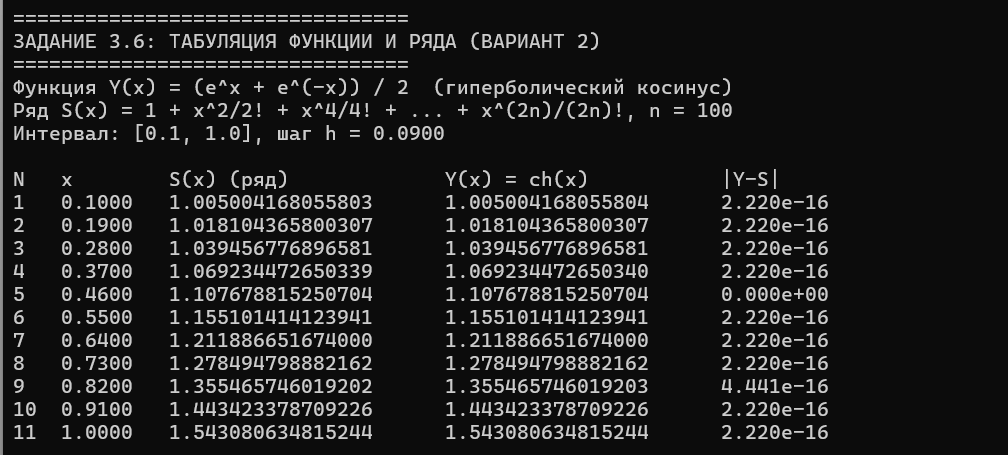 =================================
ЗАДАНИЕ 3.6: ТАБУЛЯЦИЯ ФУНКЦИИ И РЯДА (ВАРИАНТ 2)
=================================
Функция Y(x) = (e^x + e^(-x)) / 2  (гиперболический косинус)
Ряд S(x) = 1 + x^2/2! + x^4/4! + ... + x^(2n)/(2n)!, n = 100
Интервал: [0.1, 1.0], шаг h = 0.0900
N   x        S(x) (ряд)             Y(x) = ch(x)           |Y-S|
1   0.1000   1.005004168055803      1.005004168055804      2.220e-16
2   0.1900   1.018104365800307      1.018104365800307      2.220e-16
3   0.2800   1.039456776896581      1.039456776896581      2.220e-16
4   0.3700   1.069234472650339      1.069234472650340      2.220e-16
5   0.4600   1.107678815250704      1.107678815250704      0.000e+00
6   0.5500   1.155101414123941      1.155101414123941      2.220e-16
7   0.6400   1.211886651674000      1.211886651674000      2.220e-16
8   0.7300   1.278494798882162      1.278494798882162      2.220e-16
9   0.8200   1.355465746019202      1.355465746019203      4.441e-16
10  0.9100   1.443423378709226      1.443423378709226      2.220e-16
11  1.0000   1.543080634815244      1.543080634815244      2.220e-16